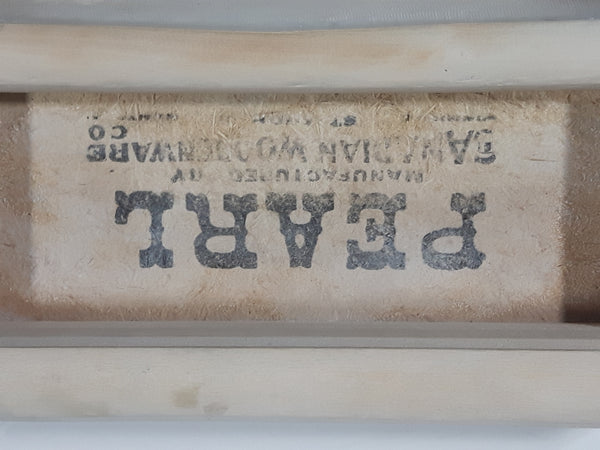 PEARL
MANUFACTURED BY
CANADIAN WOODENWARE
CO